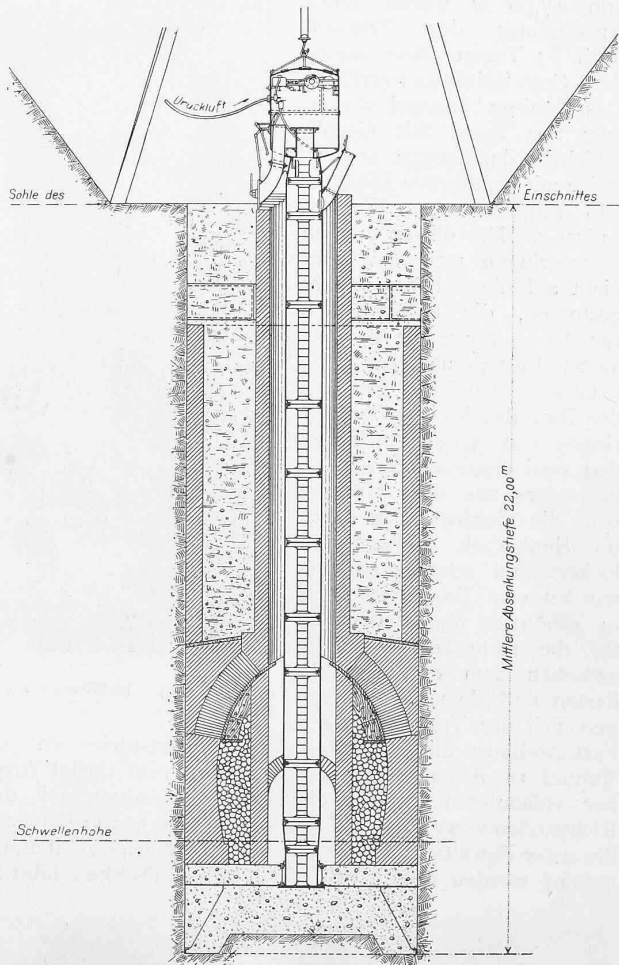 Druckluft
Sohle des
Einschnittes
Mittlere Absenkungstiefe 22,00 m
Schwellenhöhe